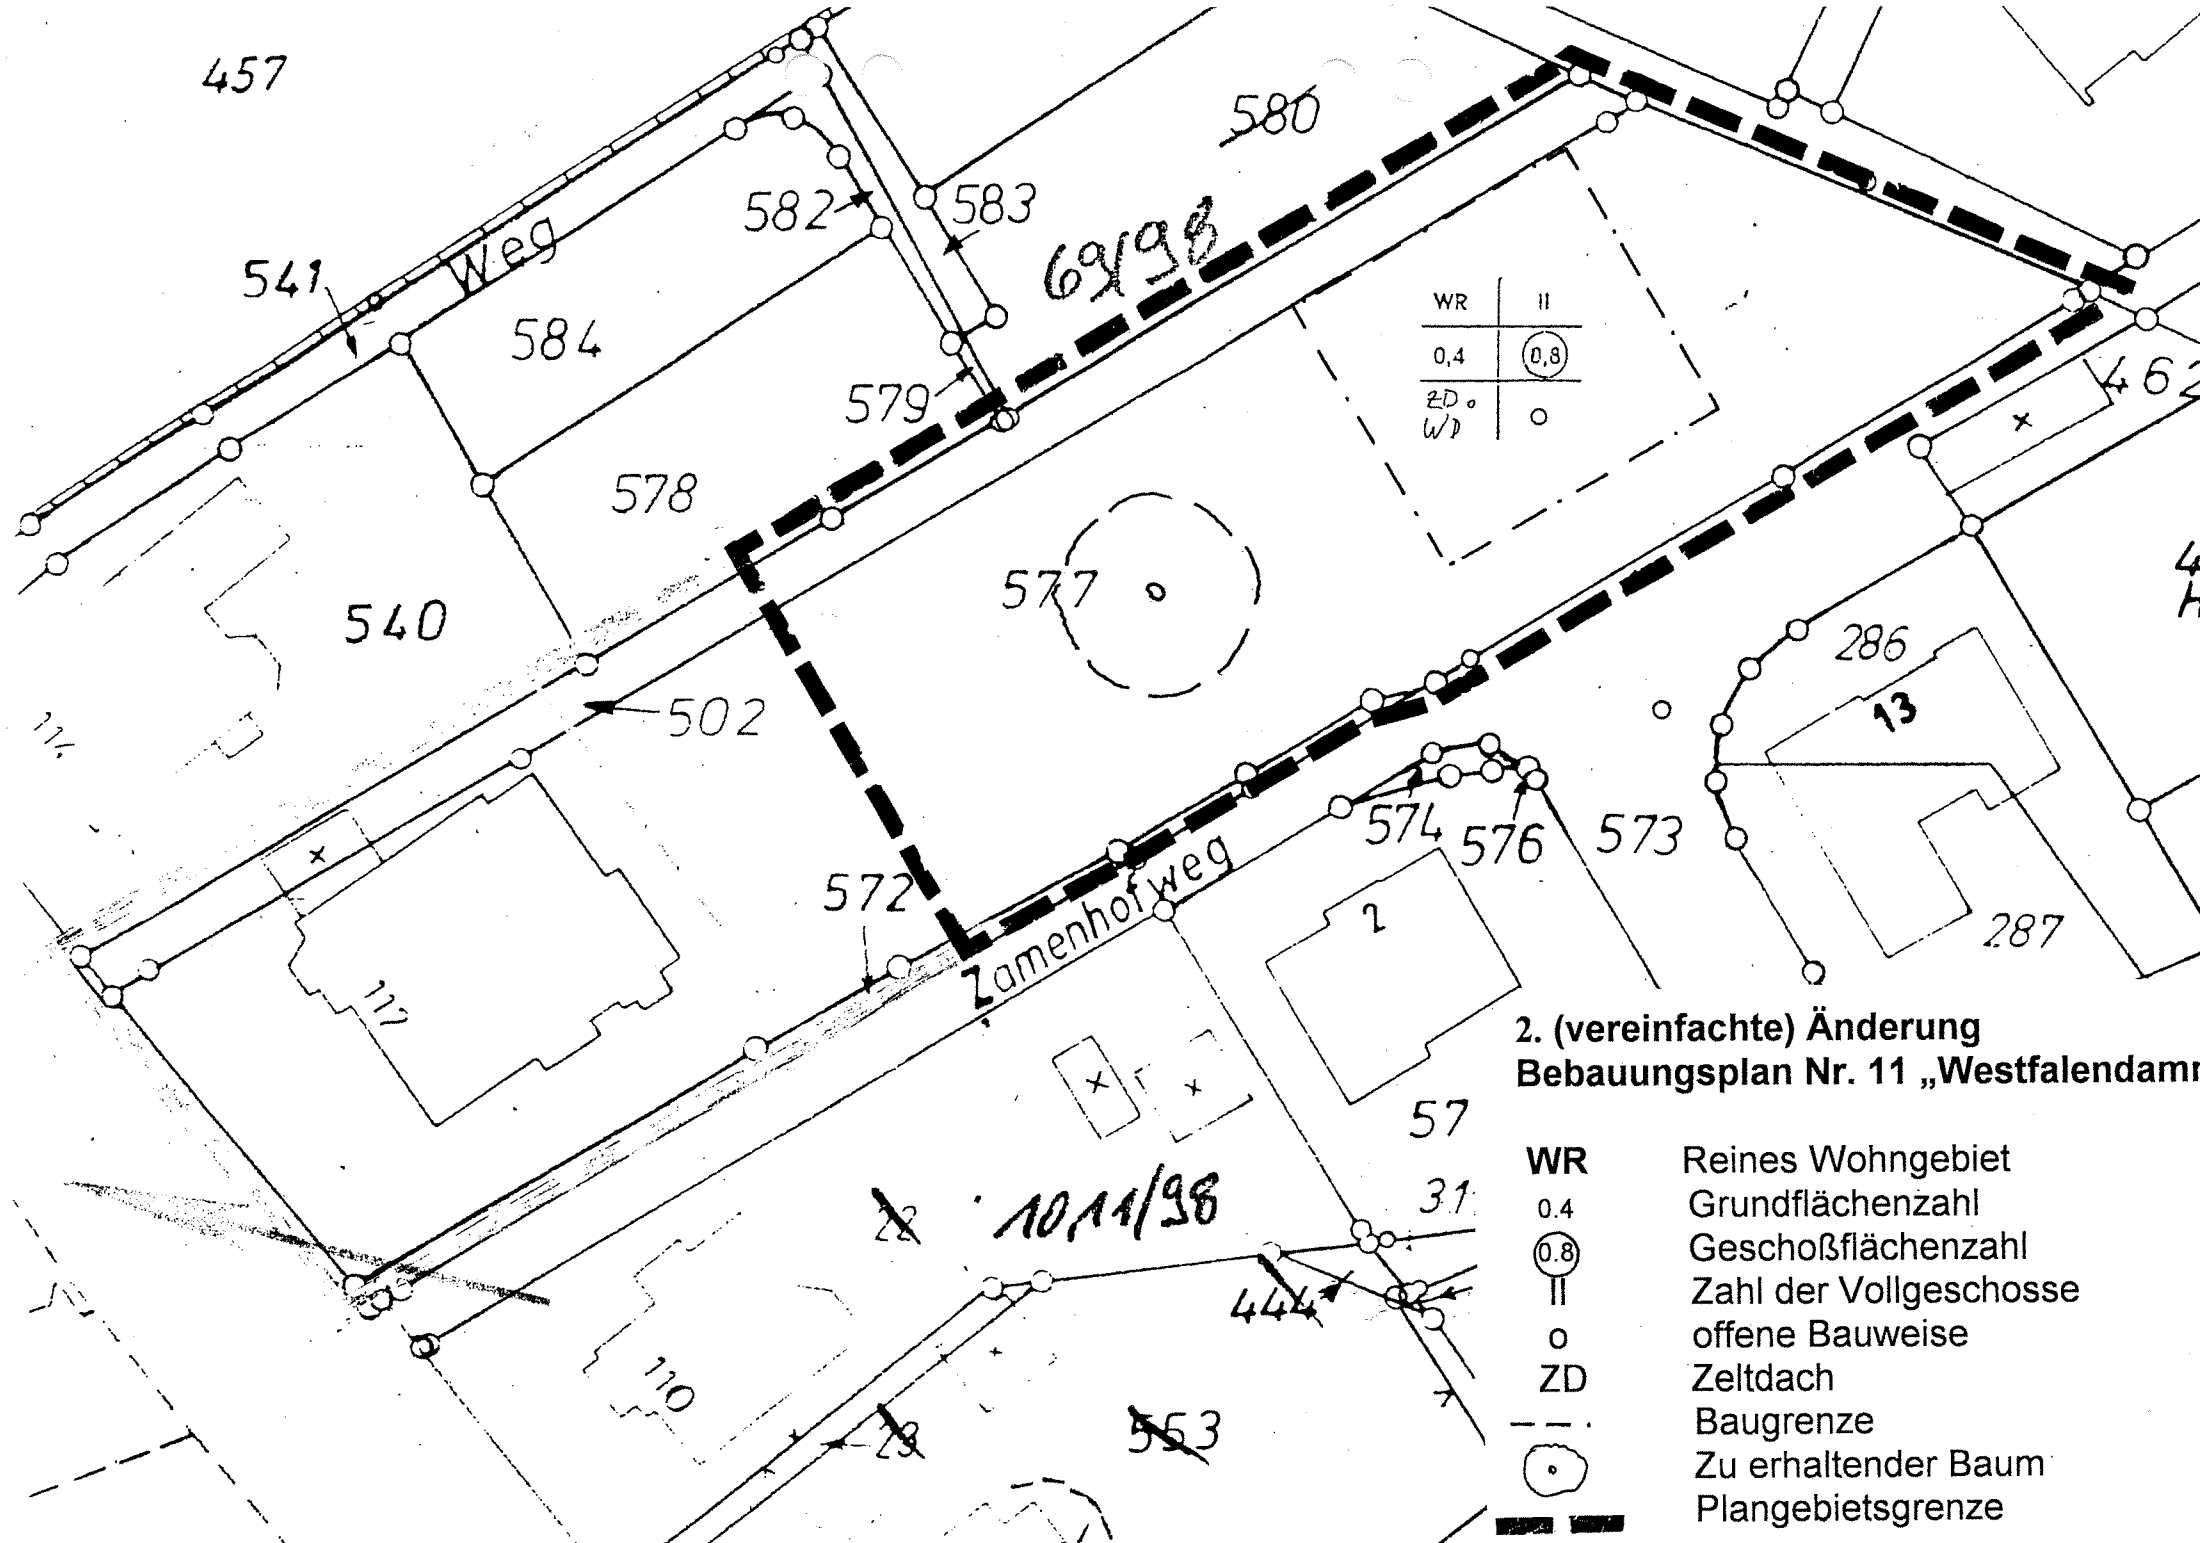 457
580
582
583
69/98
Weg
541
584
WR II
0,4 0,8
ZD o
WD o
462
579
578
577
540
286
502
13
574
576
573
572
Zamenhofweg
2
287
112
2. (vereinfachte) Änderung
Bebauungsplan Nr. 11 „Westfalendam
57
WR Reines Wohngebiet
0.4 Grundflächenzahl
0.8 Geschoßflächenzahl
II Zahl der Vollgeschosse
o offene Bauweise
ZD Zeltdach
Baugrenze
Zu erhaltender Baum
Plangebietsgrenze
22
10,11/98
31
444
110
23
553